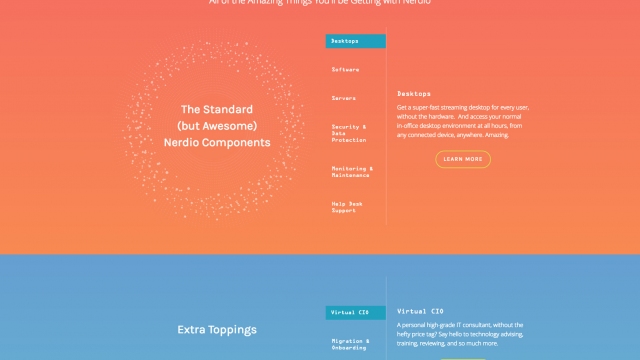 All of the Amazing Things You'll be Getting with Nerdio
The Standard
(but Awesome)
Nerdio Components
Desktops
Software
Servers
Security &
Data
Protection
Monitoring &
Maintenance
Help Desk
Support
Desktops
Get a super-fast streaming desktop for every user,
without the hardware.  And access your normal
in-office desktop environment at all hours, from
any connected device, anywhere. Amazing.
LEARN MORE
Extra Toppings
Virtual CIO
Migration &
Onboarding
Virtual CIO
A personal high-grade IT consultant, without the
hefty price tag? Say hello to technology advising,
training, reviewing, and so much more.